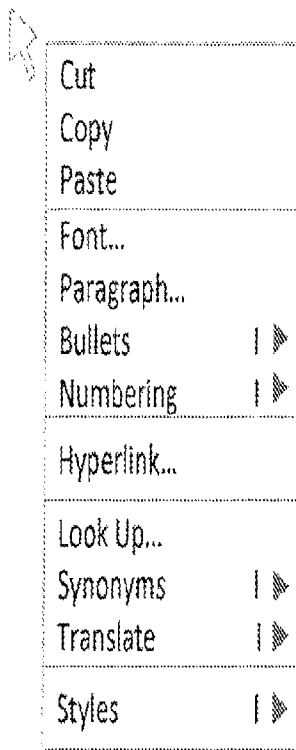 Cut
Copy
Paste
Font...
Paragraph...
Bullets
Numbering
Hyperlink...
Look Up...
Synonyms
Translate
Styles